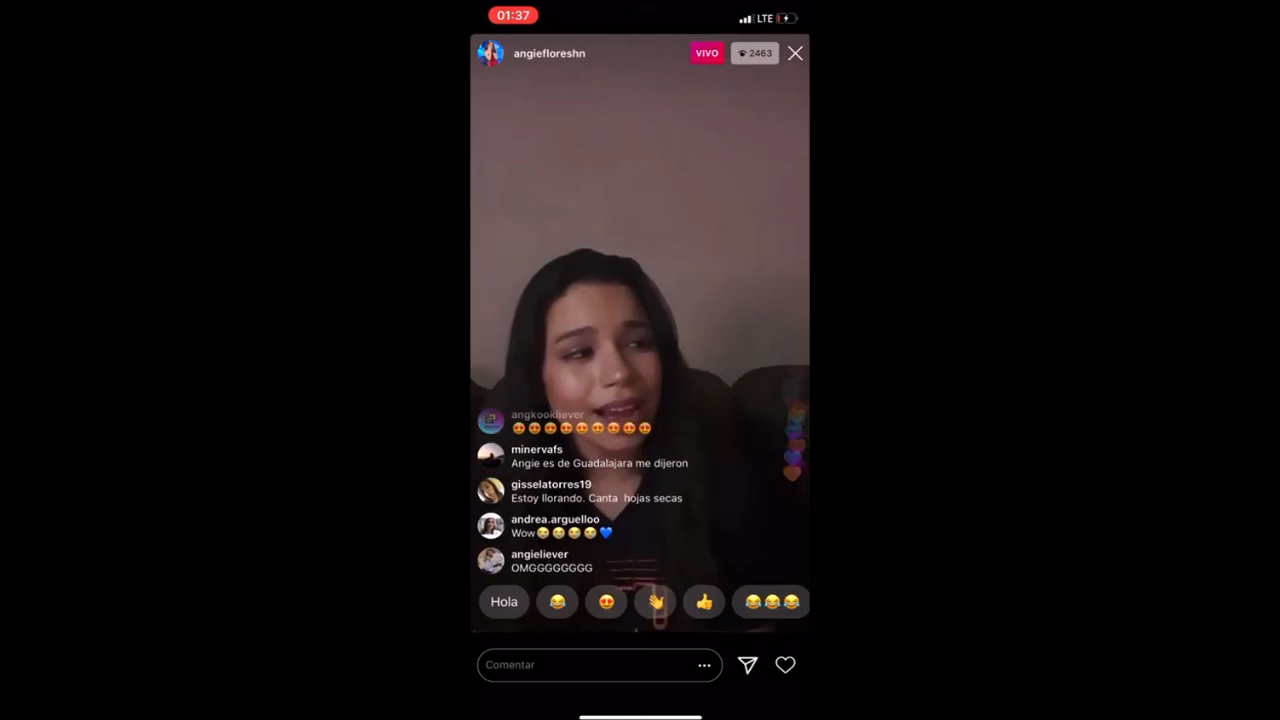 01:37
LTE
angiefloreshn
VIVO
2463
angkookliever
😍😍😍😍😍😍😍😍😍
minervafs
Angie es de Guadalajara me dijeron
gisselatorres19
Estoy llorando. Canta hojas secas
andrea.arguelloo
Wow😭😭😭😭💙
angieliever
OMGGGGGGGG
Hola 😂 😍 👋 👍 😂😂😂
Comentar